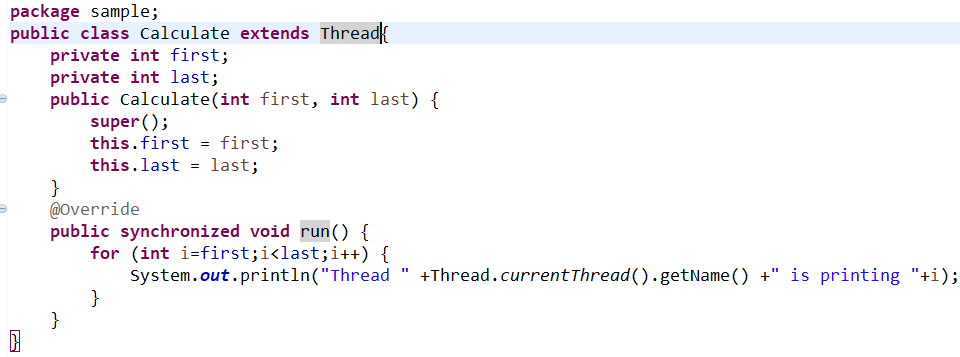 package sample;
public class Calculate extends Thread{
    private int first;
    private int last;
    public Calculate(int first, int last) {
        super();
        this.first = first;
        this.last = last;
    }
    @Override
    public synchronized void run() {
        for (int i=first;i<last;i++) {
            System.out.println("Thread " +Thread.currentThread().getName() +" is printing "+i);
        }
    }
}